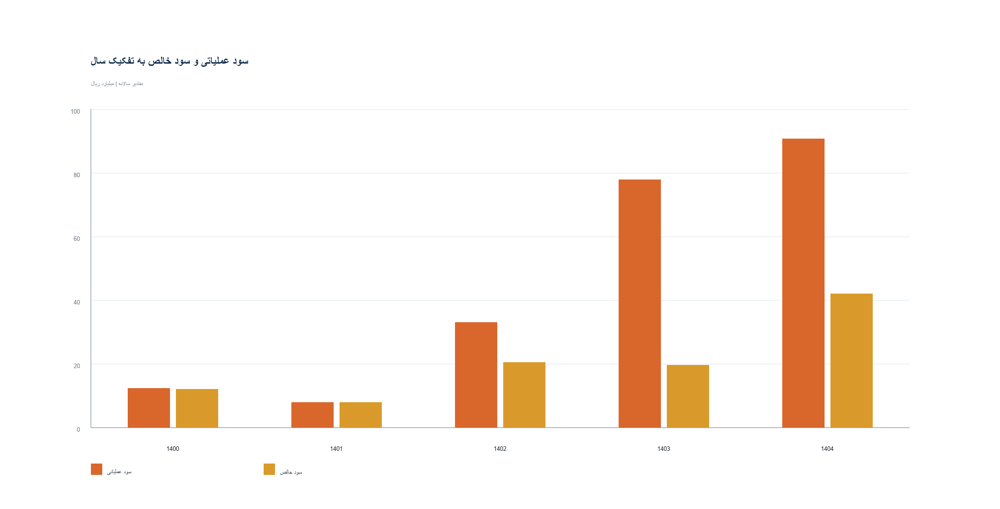 سود عملیاتی و سود خالص به تفکیک سال
مقادیر سالانه | میلیارد ریال
100
80
60
40
20
0
1400 1401 1402 1403 1404
سود عملیاتی
سود خالص